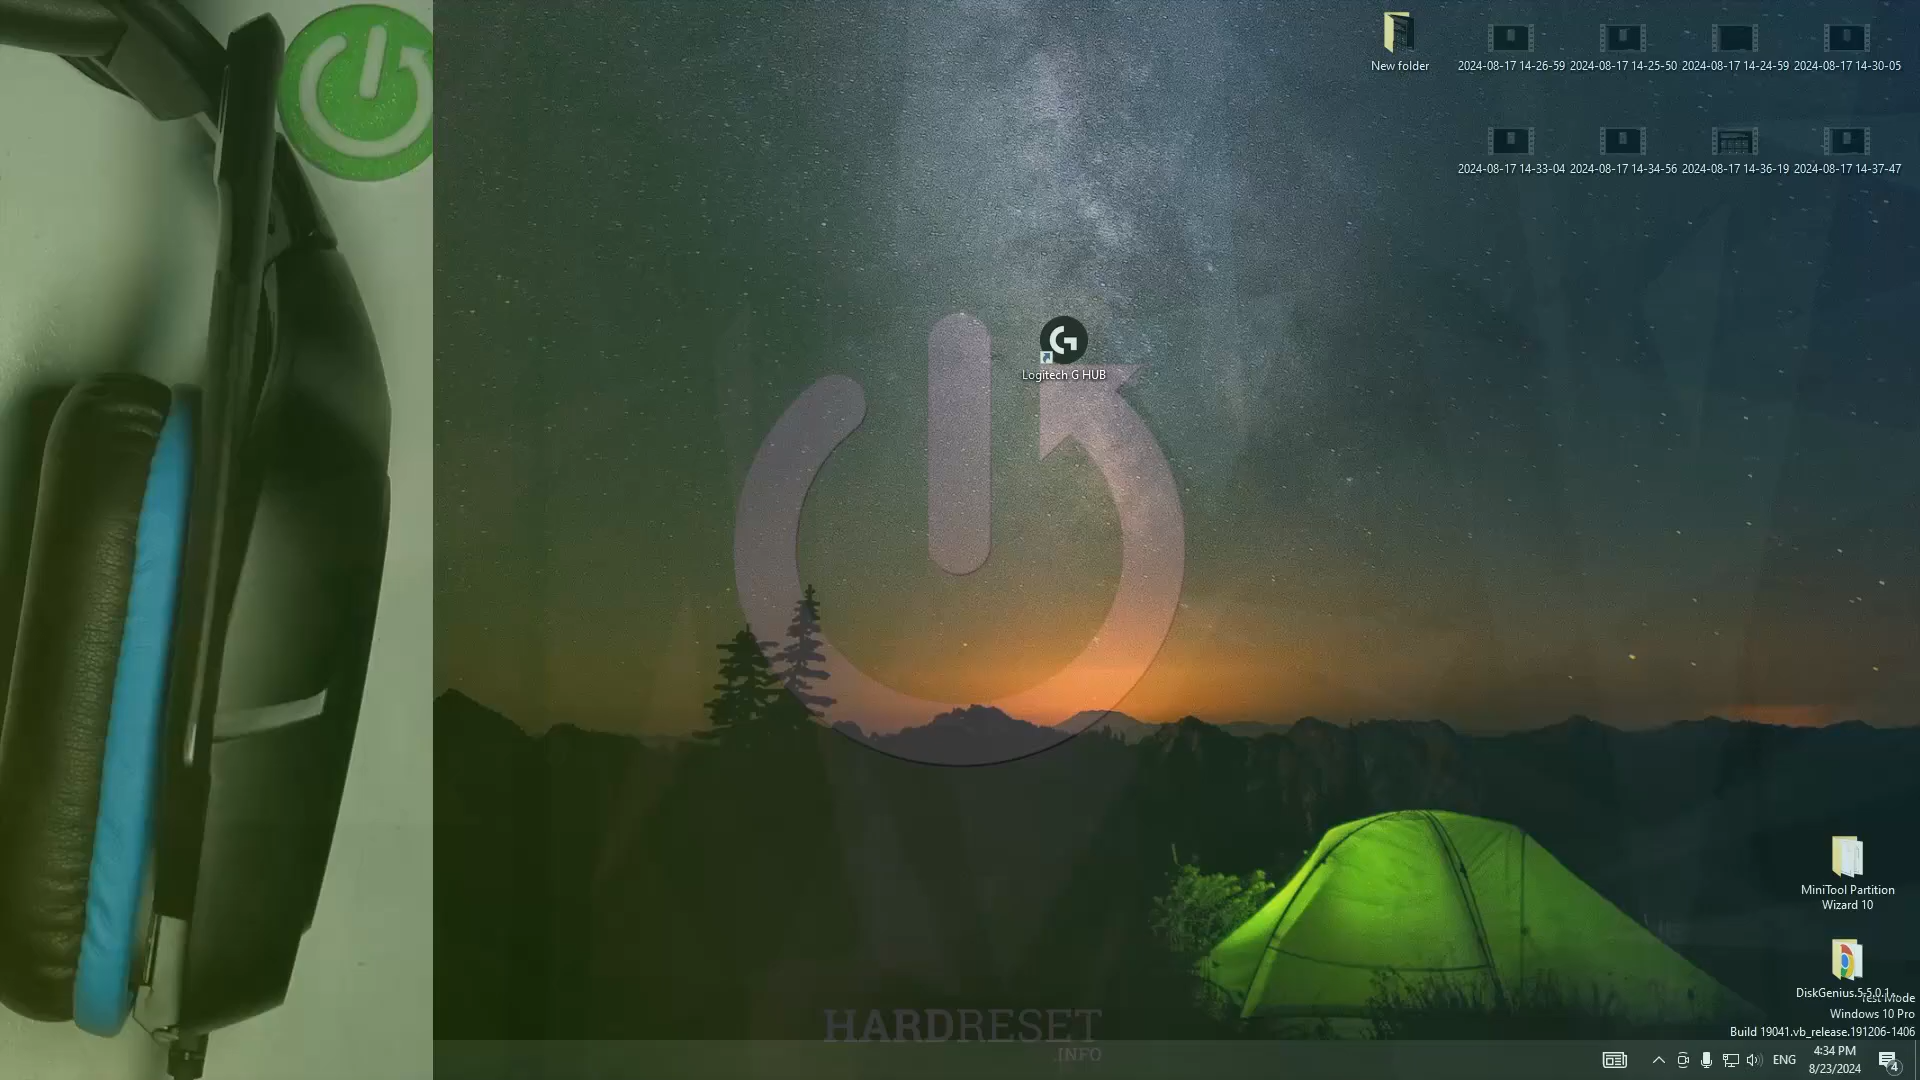 New folder
2024-08-17 14-26-59
2024-08-17 14-25-50
2024-08-17 14-24-59
2024-08-17 14-30-05
2024-08-17 14-33-04
2024-08-17 14-34-56
2024-08-17 14-36-19
2024-08-17 14-37-47
Logitech G HUB
MiniTool Partition
Wizard 10
DiskGenius.5.5.0.1...
Test Mode
Windows 10 Pro
Build 19041.vb_release.191206-1406
HARDRESET
.INFO
ENG
4:34 PM
8/23/2024
4